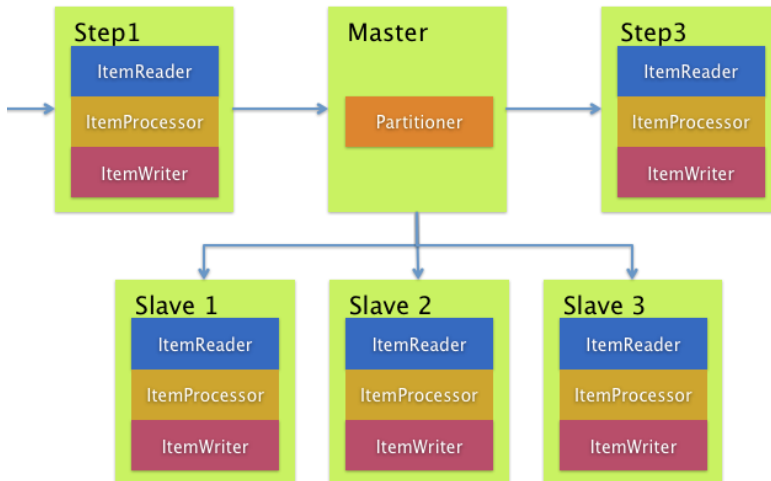 Step1
ItemReader
ItemProcessor
ItemWriter
Master
Partitioner
Step3
ItemReader
ItemProcessor
ItemWriter
Slave 1
ItemReader
ItemProcessor
ItemWriter
Slave 2
ItemReader
ItemProcessor
ItemWriter
Slave 3
ItemReader
ItemProcessor
ItemWriter